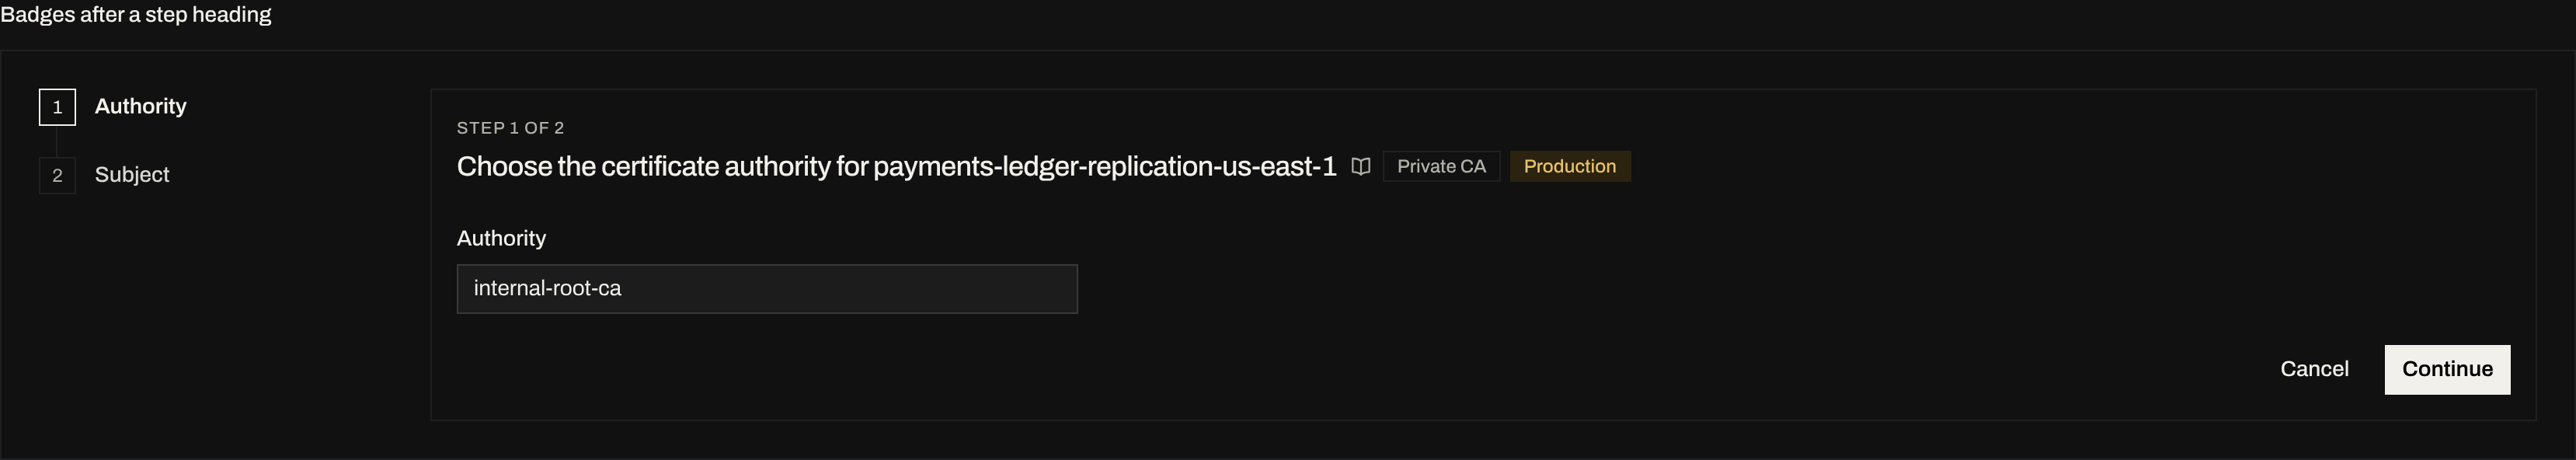 Badges after a step heading
1 Authority
2 Subject
STEP 1 OF 2
Choose the certificate authority for payments-ledger-replication-us-east-1 Private CA Production
Authority
internal-root-ca
Cancel Continue